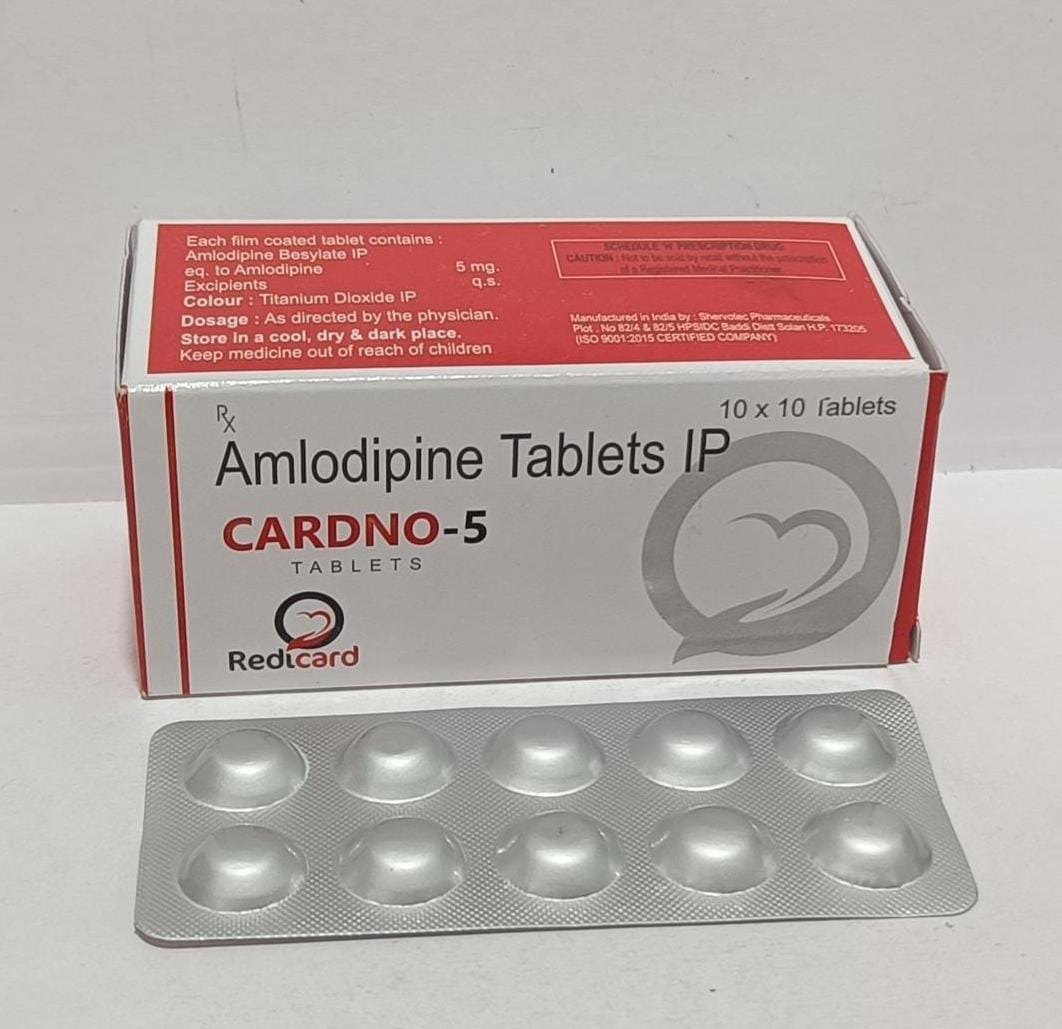 Each film coated tablet contains :
Amlodipine Besylate IP
eq. to Amlodipine 5 mg.
Excipients q.s.
Colour : Titanium Dioxide IP
Dosage : As directed by the physician.
Store in a cool, dry & dark place.
Keep medicine out of reach of children
SCHEDULE 'H' PRESCRIPTION DRUG
CAUTION : Not to be sold by retail without the prescription
of a Registered Medical Practitioner
Manufactured in India by : Shervotec Pharmaceuticals
Plot . No 82/4 & 82/5 HPSIDC Baddi Distt Solan H.P. 173205
(ISO 9001:2015 CERTIFIED COMPANY)
Rx
10 x 10 Tablets
Amlodipine Tablets IP
CARDNO-5
TABLETS
Redicard